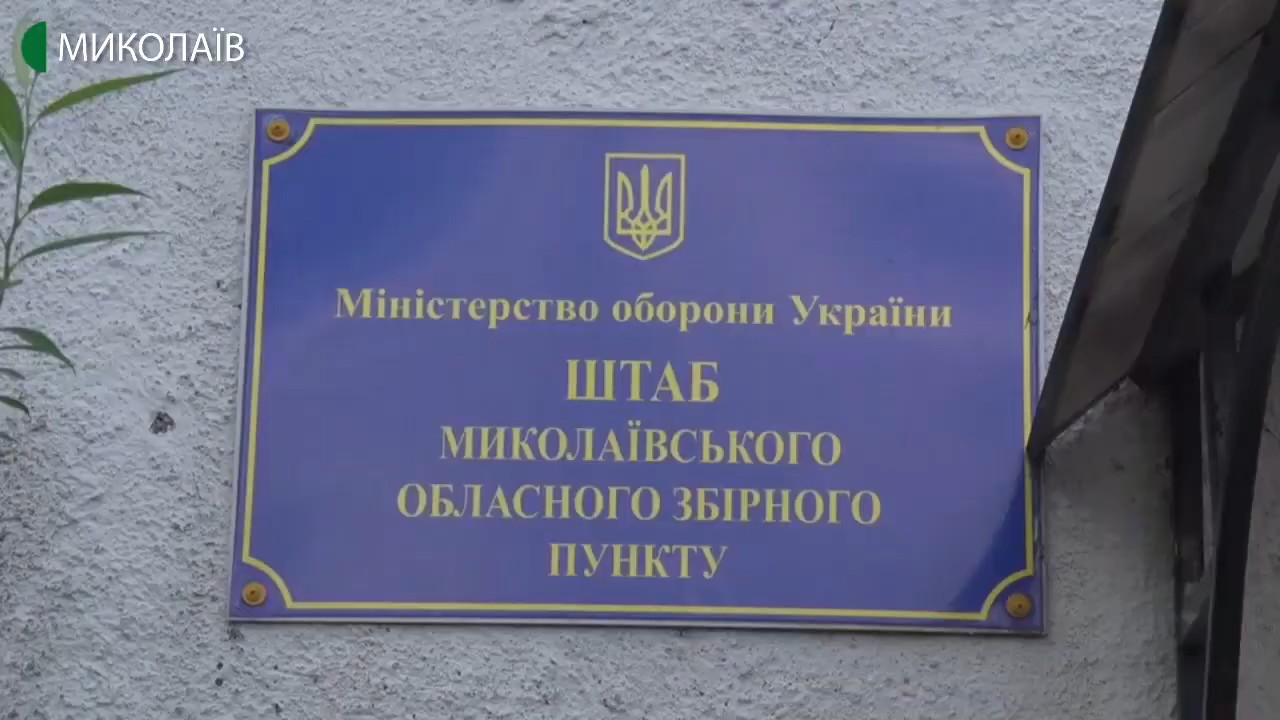 МИКОЛАЇВ
Міністерство оборони України
ШТАБ
МИКОЛАЇВСЬКОГО
ОБЛАСНОГО ЗБІРНОГО
ПУНКТУ